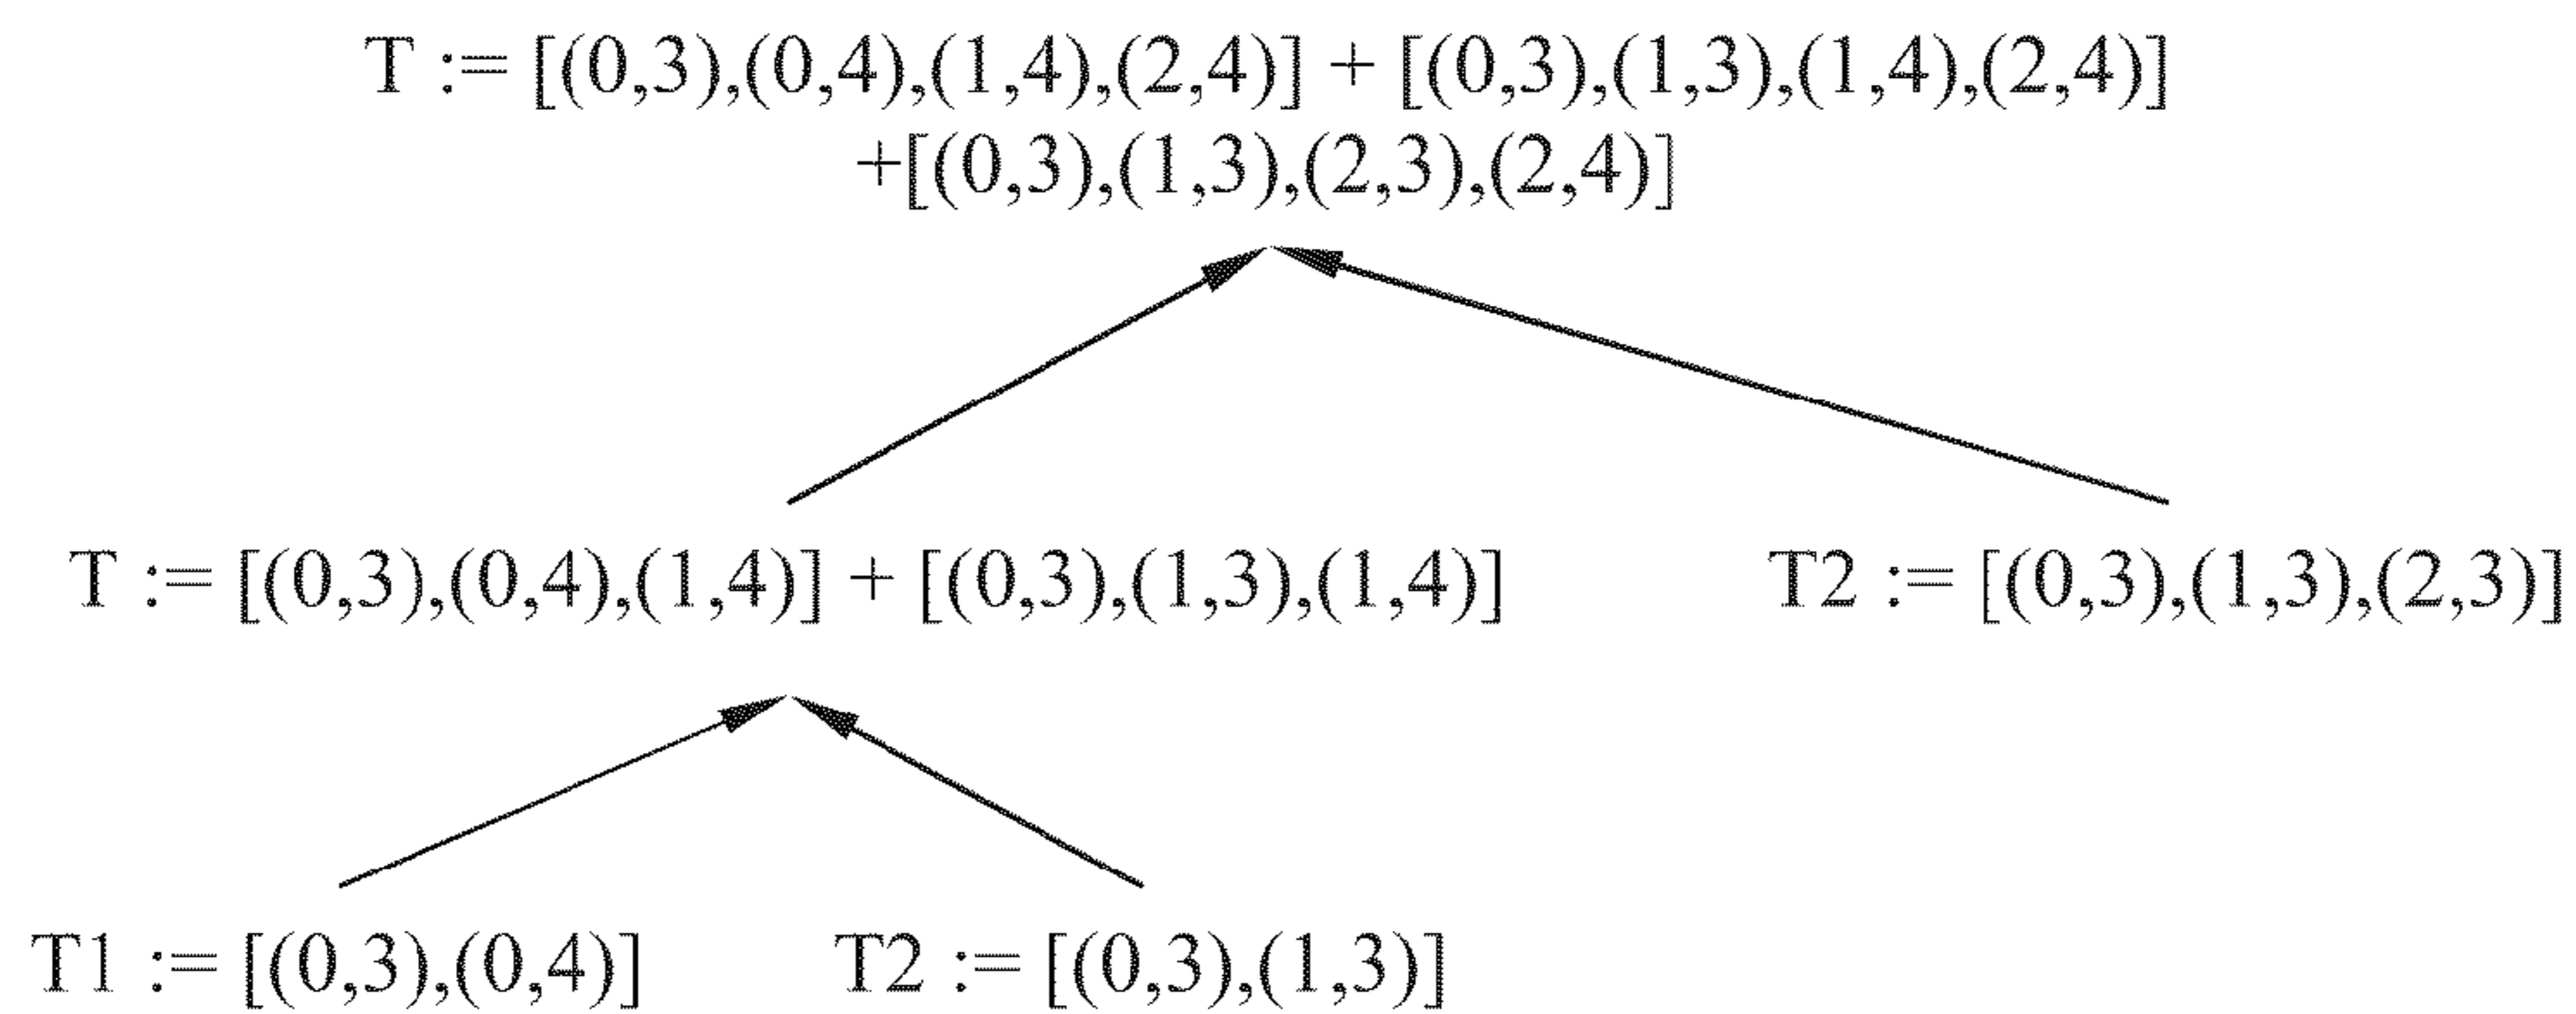 T := [(0,3),(0,4),(1,4),(2,4)] + [(0,3),(1,3),(1,4),(2,4)]
+[(0,3),(1,3),(2,3),(2,4)]
T := [(0,3),(0,4),(1,4)] + [(0,3),(1,3),(1,4)]
T2 := [(0,3),(1,3),(2,3)]
T1 := [(0,3),(0,4)]
T2 := [(0,3),(1,3)]